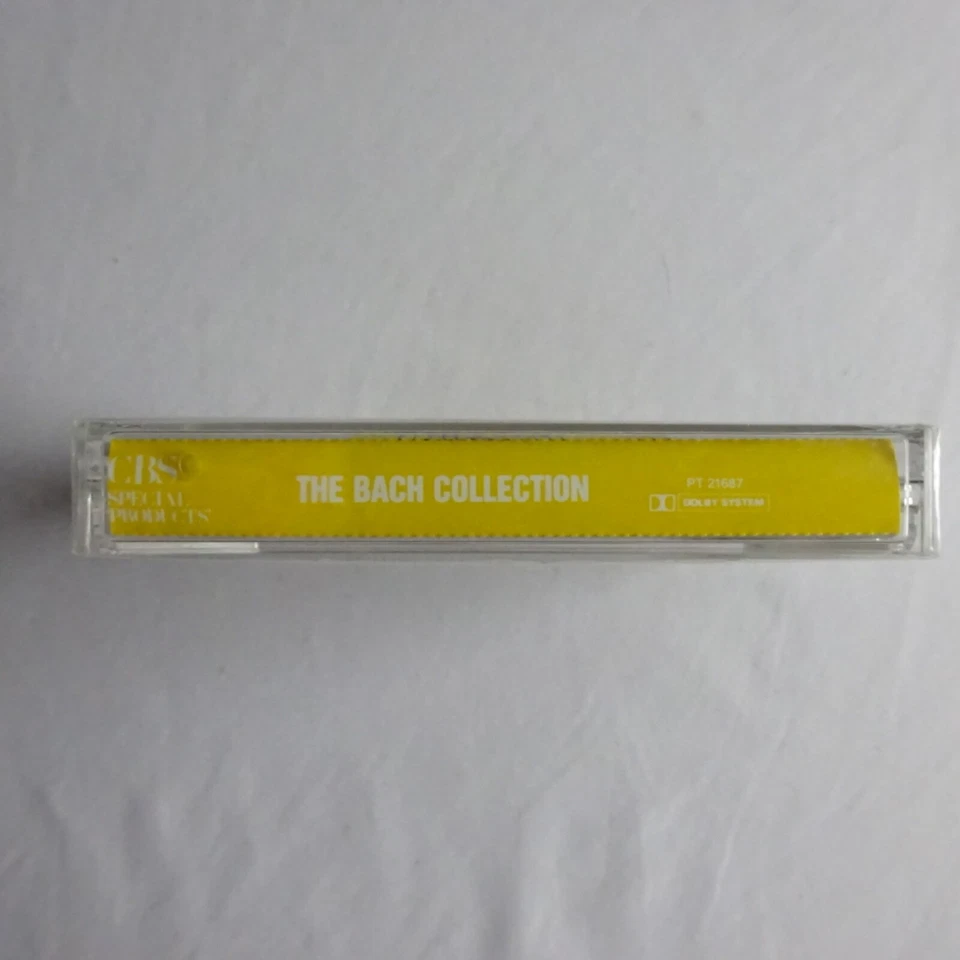 CBS
SPECIAL
PRODUCTS
THE BACH COLLECTION
PT 21687
DOLBY SYSTEM